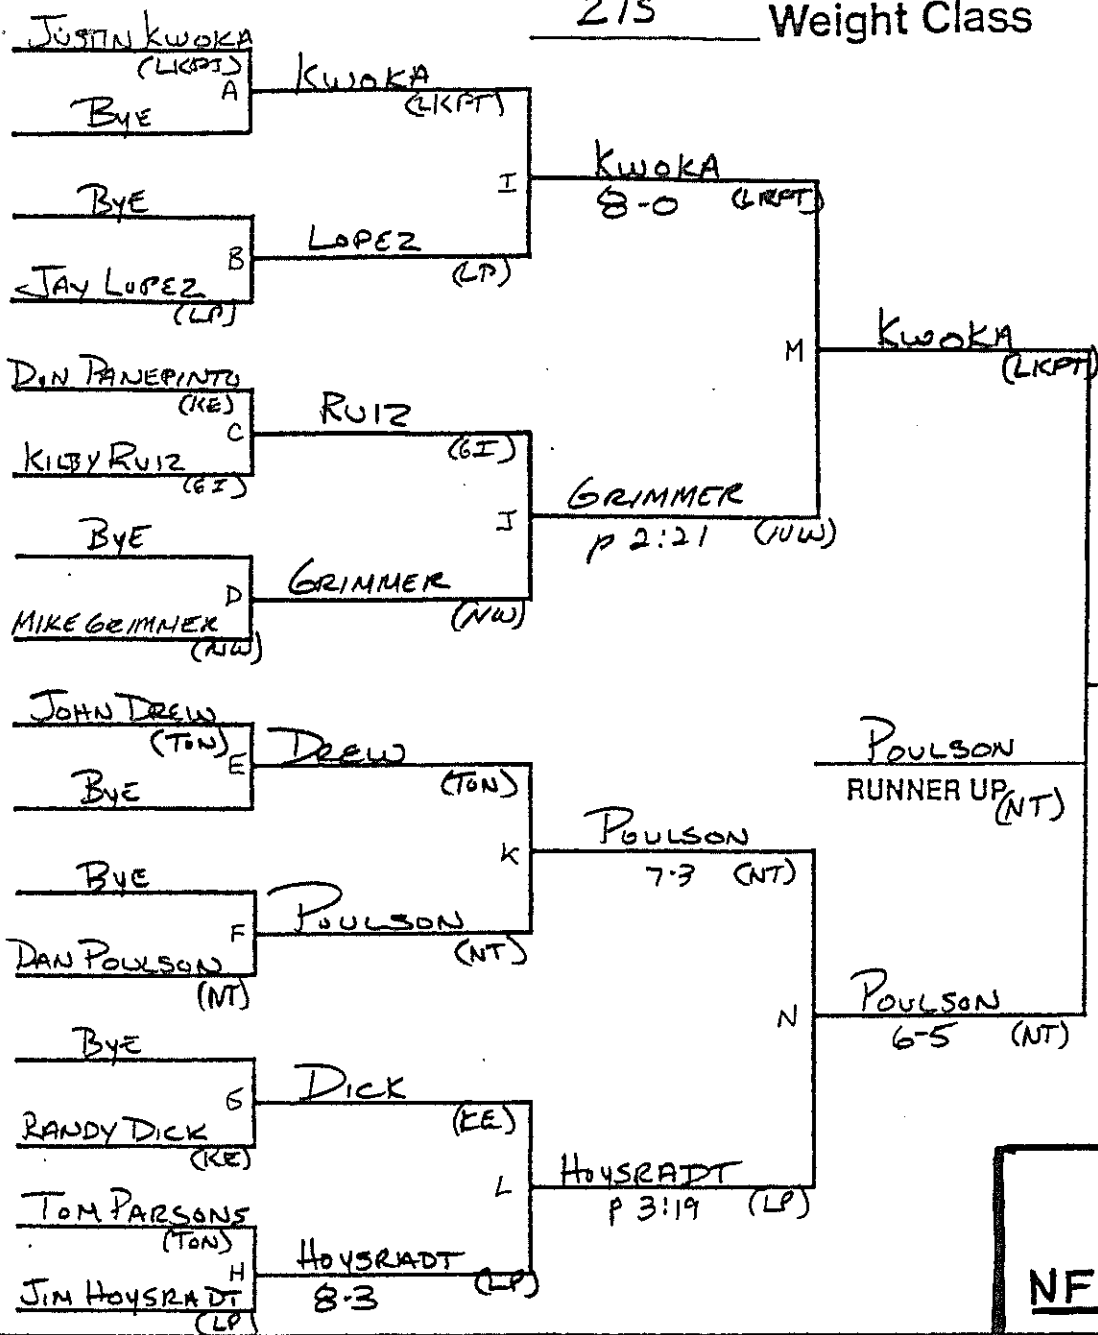 215 Weight Class
JUSTIN KWOKA
(LKPT)
A
BYE
KWOKA
(LKPT)
I
BYE
B
JAY LOPEZ
(LP)
LOPEZ
(LP)
KWOKA
8-0 (LKPT)
M
DON PANEPINTO
(KE)
C
KILBY RUIZ
(GI)
RUIZ
(GI)
J
BYE
D
MIKE GRIMMER
(NW)
GRIMMER
(NW)
GRIMMER
P 2:21 (NW)
KWOKA
(LKPT)
JOHN DREW
(TON)
E
BYE
DREW
(TON)
K
BYE
F
DAN POULSON
(NT)
POULSON
(NT)
POULSON
7-3 (NT)
N
POULSON
RUNNER UP (NT)
BYE
G
RANDY DICK
(KE)
DICK
(KE)
L
TOM PARSONS
(TON)
H
JIM HOYSRADT
(LP)
HOYSRADT
8-3 (LP)
HOYSRADT
P 3:19 (LP)
POULSON
6-5 (NT)
NF